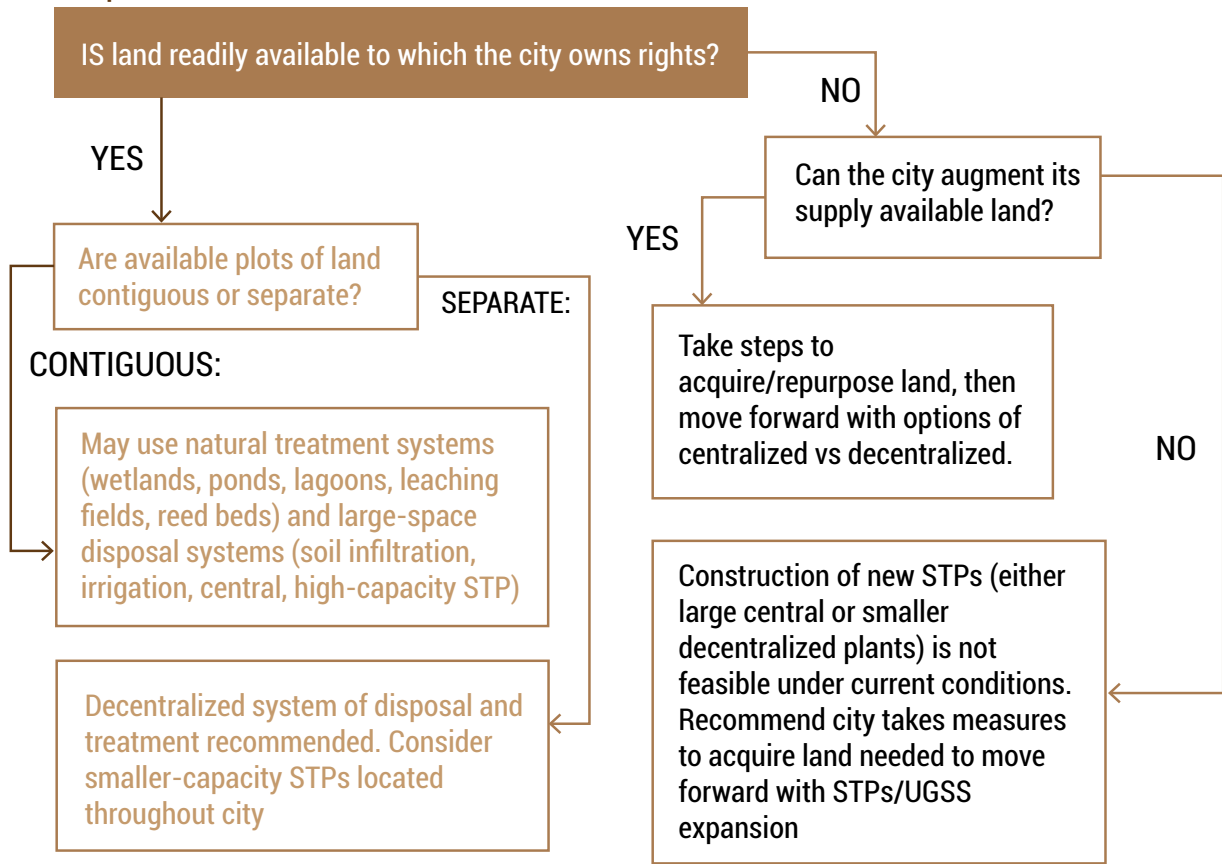 IS land readily available to which the city owns rights?
NO
YES
Can the city augment its
supply available land?
YES
Are available plots of land
contiguous or separate?
SEPARATE:
CONTIGUOUS:
Take steps to
acquire/repurpose land, then
move forward with options of
centralized vs decentralized.
NO
May use natural treatment systems
(wetlands, ponds, lagoons, leaching
fields, reed beds) and large-space
disposal systems (soil infiltration,
irrigation, central, high-capacity STP)
Construction of new STPs (either
large central or smaller
decentralized plants) is not
feasible under current conditions.
Recommend city takes measures
to acquire land needed to move
forward with STPs/UGSS
expansion
Decentralized system of disposal and
treatment recommended. Consider
smaller-capacity STPs located
throughout city